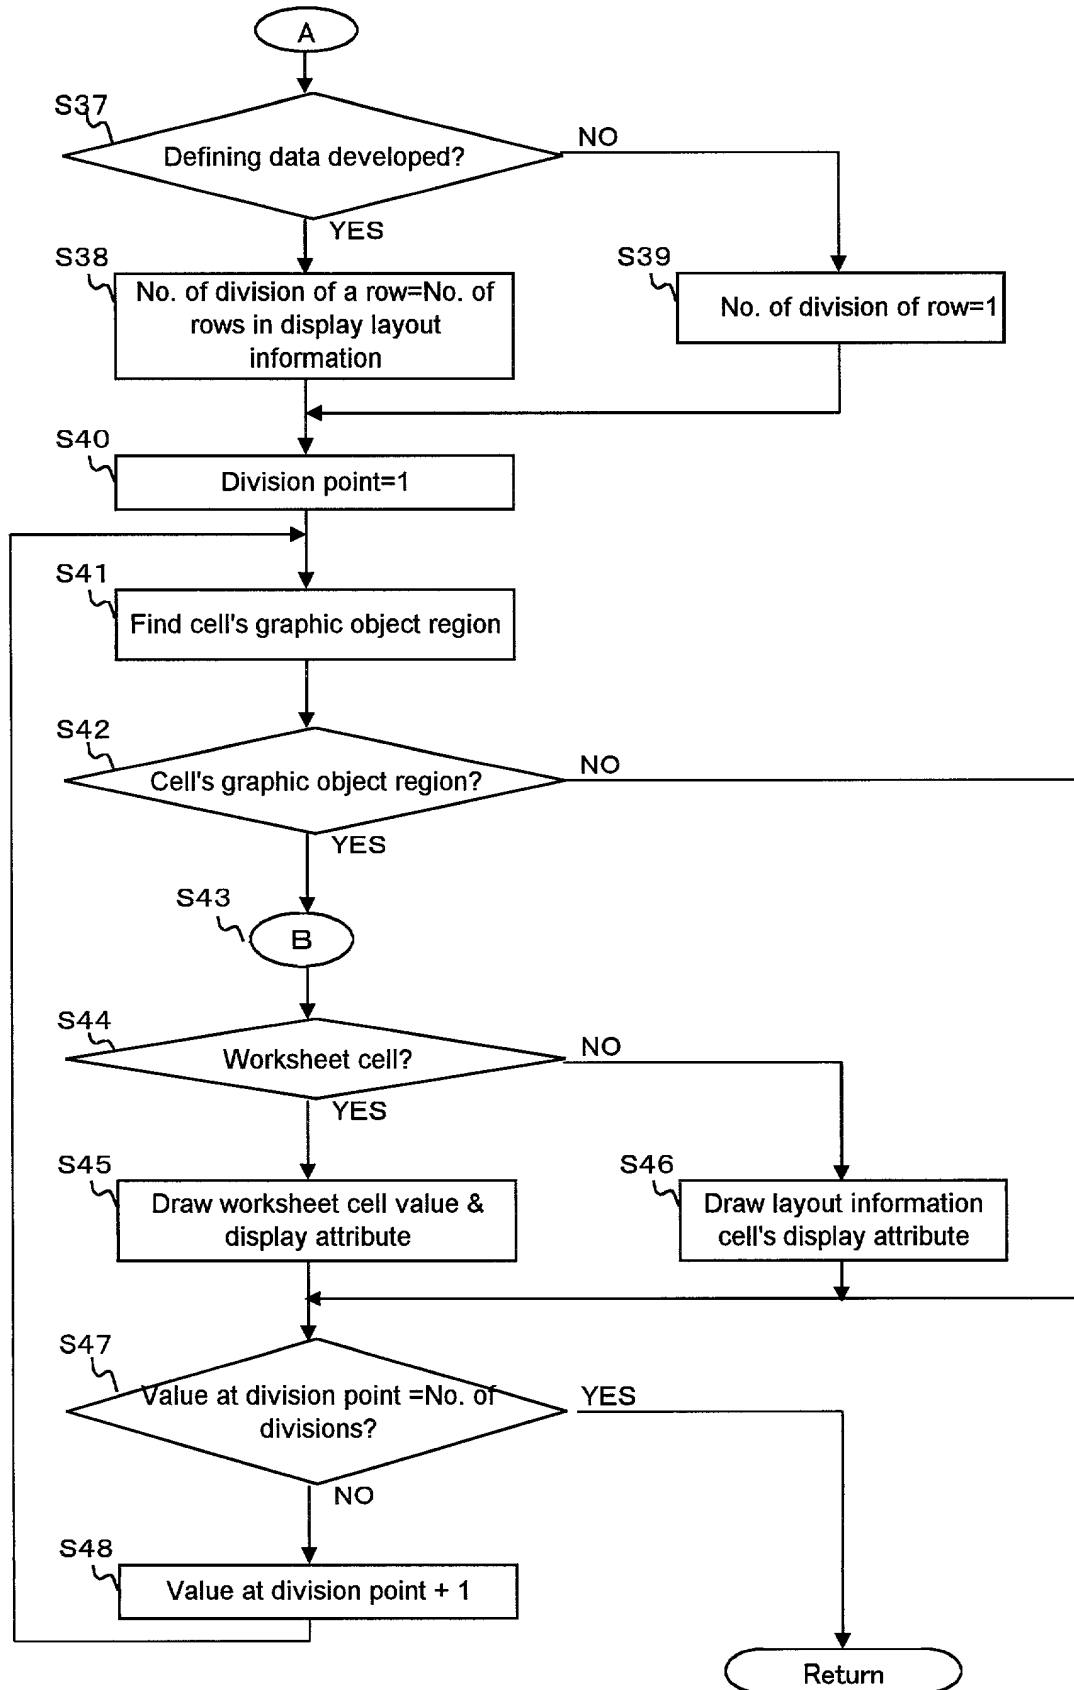 A
S37
Defining data developed?
NO
YES
S38
No. of division of a row=No. of
rows in display layout
information
S39
No. of division of row=1
S40
Division point=1
S41
Find cell's graphic object region
S42
Cell's graphic object region?
NO
YES
S43
B
S44
Worksheet cell?
NO
YES
S45
Draw worksheet cell value &
display attribute
S46
Draw layout information
cell's display attribute
S47
Value at division point =No. of
divisions?
YES
NO
S48
Value at division point + 1
Return